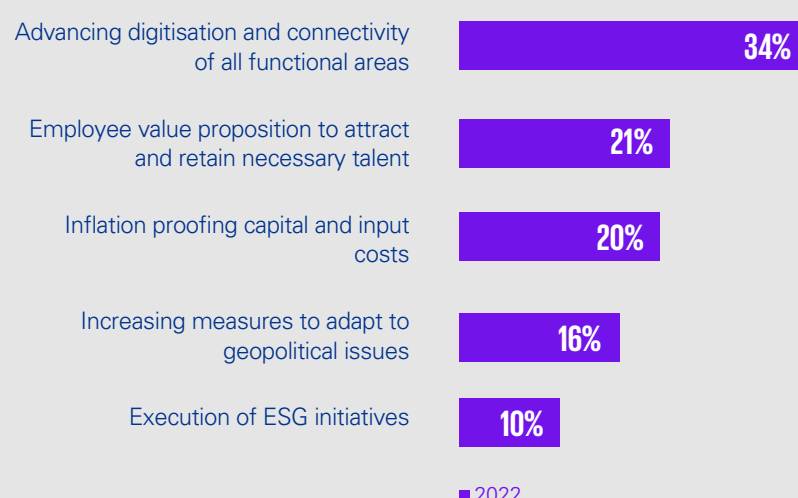 Advancing digitisation and connectivity
of all functional areas
34%
Employee value proposition to attract
and retain necessary talent
21%
Inflation proofing capital and input
costs
20%
Increasing measures to adapt to
geopolitical issues
16%
Execution of ESG initiatives
10%
2022